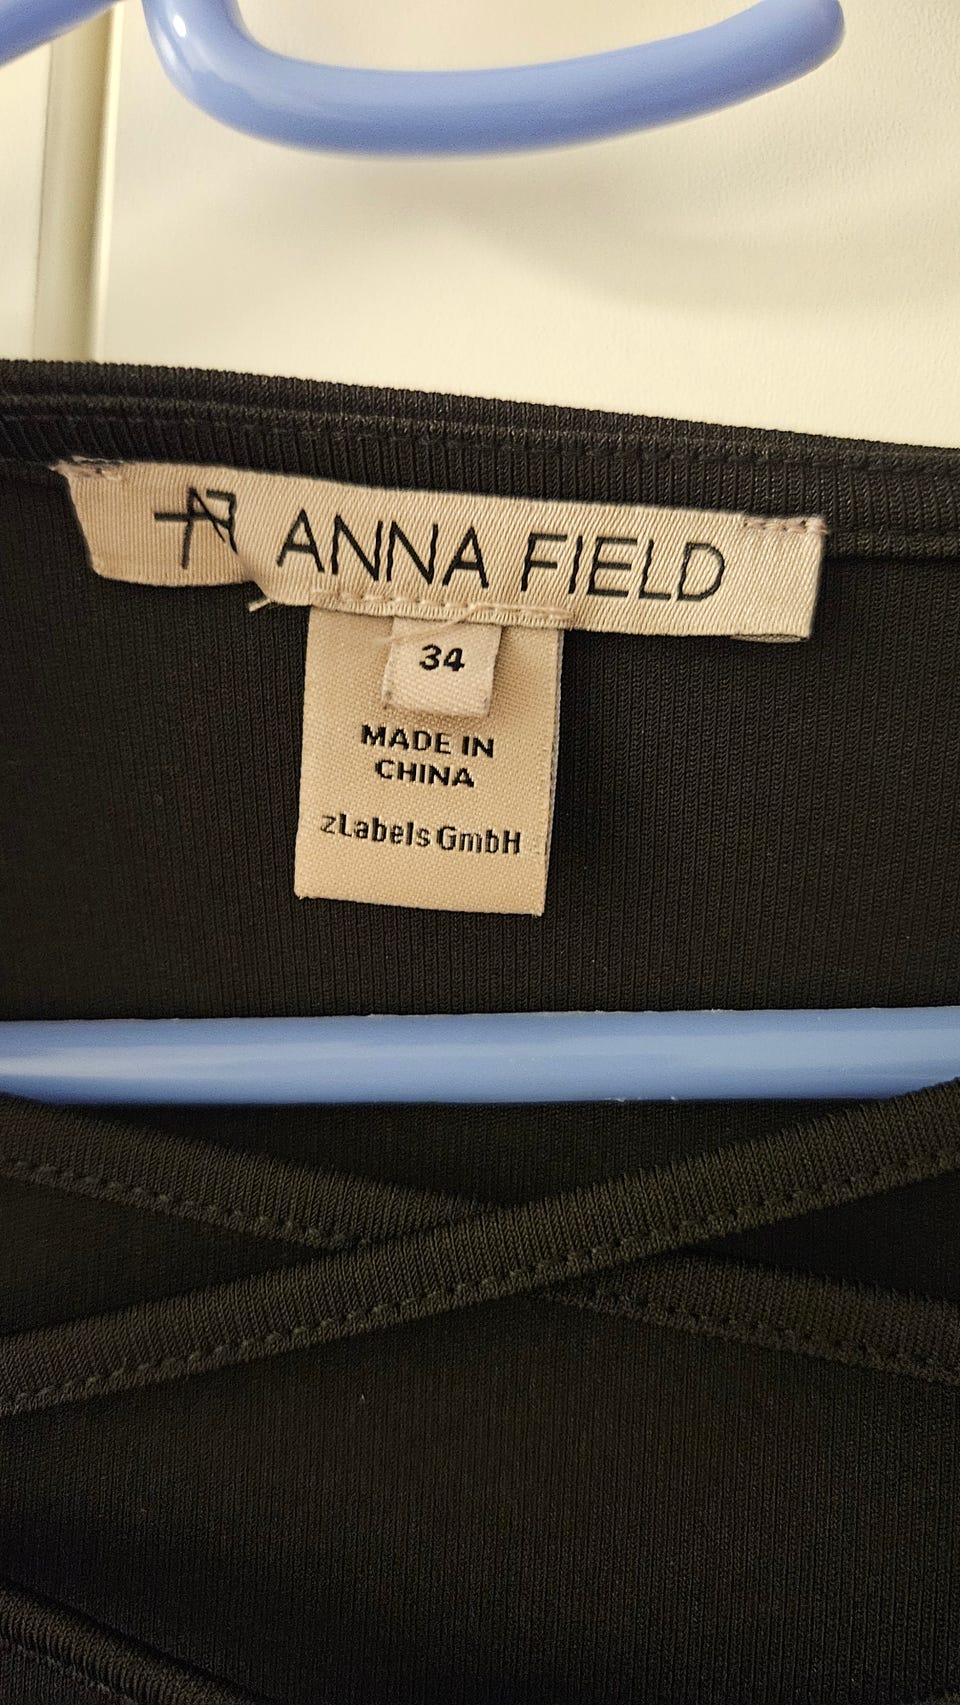 ANNA FIELD
34
MADE IN
CHINA
zLabels GmbH